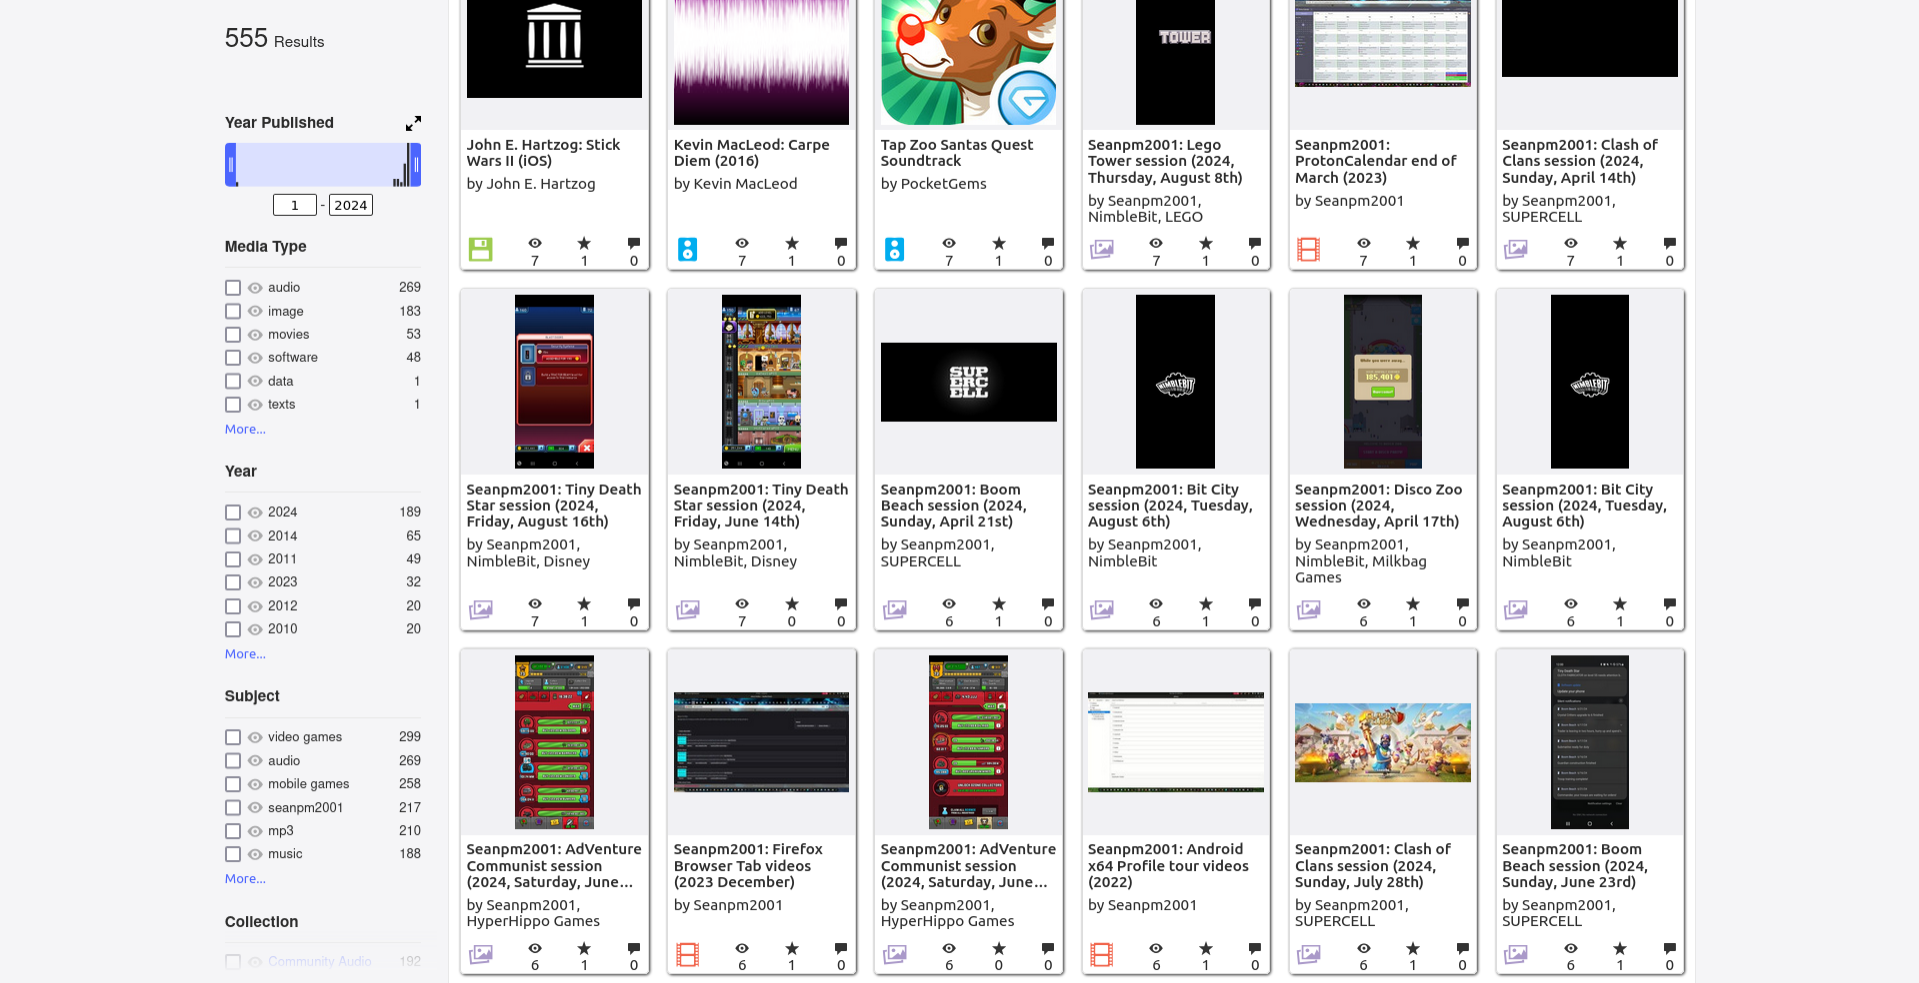 555 Results
Year Published
1 - 2024
Media Type
audio 269
image 183
movies 53
software 48
data 1
texts 1
More...
Year
2024 189
2014 65
2011 49
2023 32
2012 20
2010 20
More...
Subject
video games 299
audio 269
mobile games 258
seanpm2001 217
mp3 210
music 188
More...
Collection
Community Audio 192
John E. Hartzog: Stick
Wars II (iOS)
by John E. Hartzog
7 1 0
Kevin MacLeod: Carpe
Diem (2016)
by Kevin MacLeod
7 1 0
Tap Zoo Santas Quest
Soundtrack
by PocketGems
7 1 0
TOWER
Seanpm2001: Lego
Tower session (2024,
Thursday, August 8th)
by Seanpm2001,
NimbleBit, LEGO
7 1 0
Seanpm2001:
ProtonCalendar end of
March (2023)
by Seanpm2001
7 1 0
Seanpm2001: Clash of
Clans session (2024,
Sunday, April 14th)
by Seanpm2001,
SUPERCELL
7 1 0
Seanpm2001: Tiny Death
Star session (2024,
Friday, August 16th)
by Seanpm2001,
NimbleBit, Disney
7 1 0
Seanpm2001: Tiny Death
Star session (2024,
Friday, June 14th)
by Seanpm2001,
NimbleBit, Disney
7 0 0
SUP
ERC
ELL
Seanpm2001: Boom
Beach session (2024,
Sunday, April 21st)
by Seanpm2001,
SUPERCELL
6 1 0
NIMBLEBIT
Seanpm2001: Bit City
session (2024, Tuesday,
August 6th)
by Seanpm2001,
NimbleBit
6 1 0
While you were away...
185,401
Seanpm2001: Disco Zoo
session (2024,
Wednesday, April 17th)
by Seanpm2001,
NimbleBit, Milkbag
Games
6 1 0
NIMBLEBIT
Seanpm2001: Bit City
session (2024, Tuesday,
August 6th)
by Seanpm2001,
NimbleBit
6 1 0
Seanpm2001: AdVenture
Communist session
(2024, Saturday, June...
by Seanpm2001,
HyperHippo Games
6 1 0
Seanpm2001: Firefox
Browser Tab videos
(2023 December)
by Seanpm2001
6 1 0
Seanpm2001: AdVenture
Communist session
(2024, Saturday, June...
by Seanpm2001,
HyperHippo Games
6 0 0
Seanpm2001: Android
x64 Profile tour videos
(2022)
by Seanpm2001
6 1 0
Seanpm2001: Clash of
Clans session (2024,
Sunday, July 28th)
by Seanpm2001,
SUPERCELL
6 1 0
Seanpm2001: Boom
Beach session (2024,
Sunday, June 23rd)
by Seanpm2001,
SUPERCELL
6 1 0